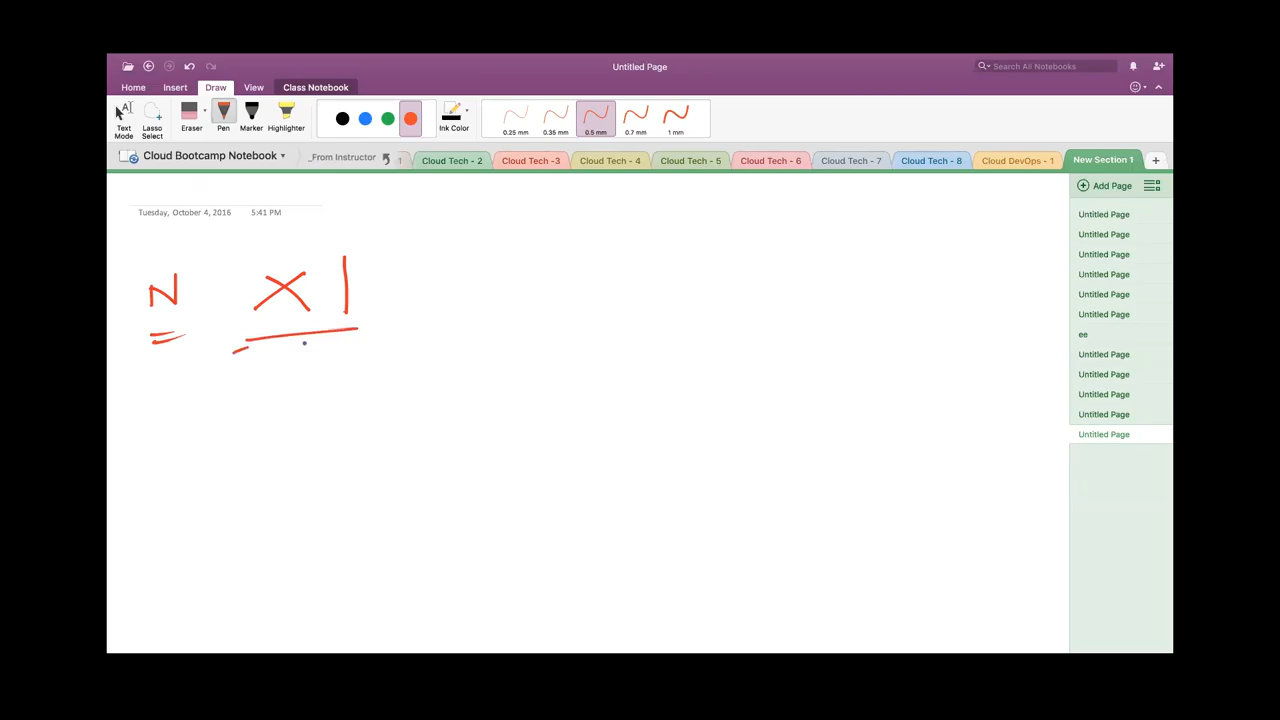 Untitled Page
Search All Notebooks
Home Insert Draw View Class Notebook
Text Mode
Lasso Select
Eraser
Pen
Marker
Highlighter
Ink Color
0.25 mm 0.35 mm 0.5 mm 0.7 mm 1 mm
Cloud Bootcamp Notebook
_From Instructor
1 Cloud Tech - 2 Cloud Tech -3 Cloud Tech - 4 Cloud Tech - 5 Cloud Tech - 6 Cloud Tech - 7 Cloud Tech - 8 Cloud DevOps - 1 New Section 1 +
Add Page
Tuesday, October 4, 2016 5:41 PM
N X |
Untitled Page
Untitled Page
Untitled Page
Untitled Page
Untitled Page
Untitled Page
ee
Untitled Page
Untitled Page
Untitled Page
Untitled Page
Untitled Page